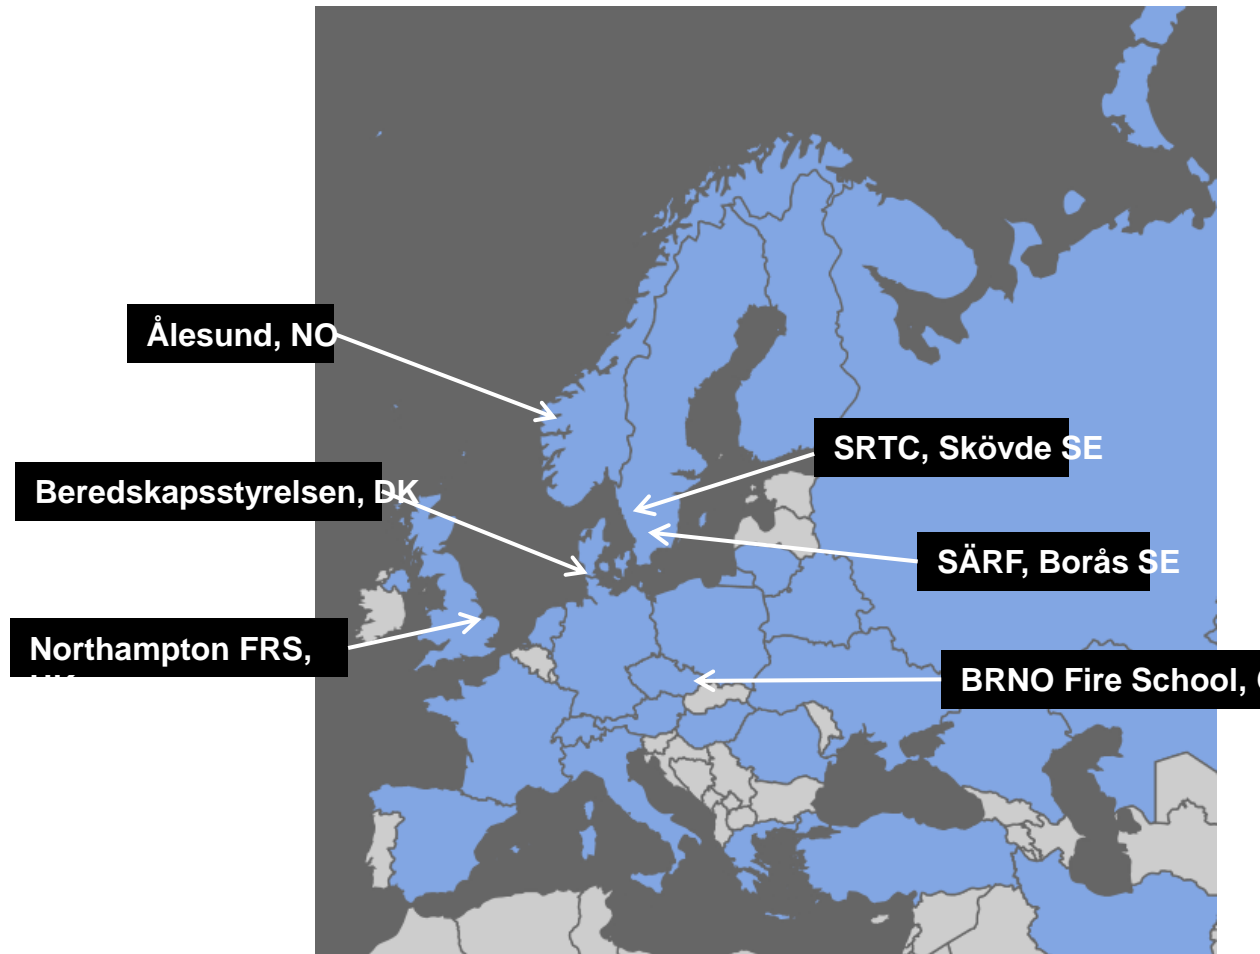 Ålesund, NO
SRTC, Skövde SE
Beredskapsstyrelsen, DK
SÄRF, Borås SE
Northampton FRS,
BRNO Fire School,